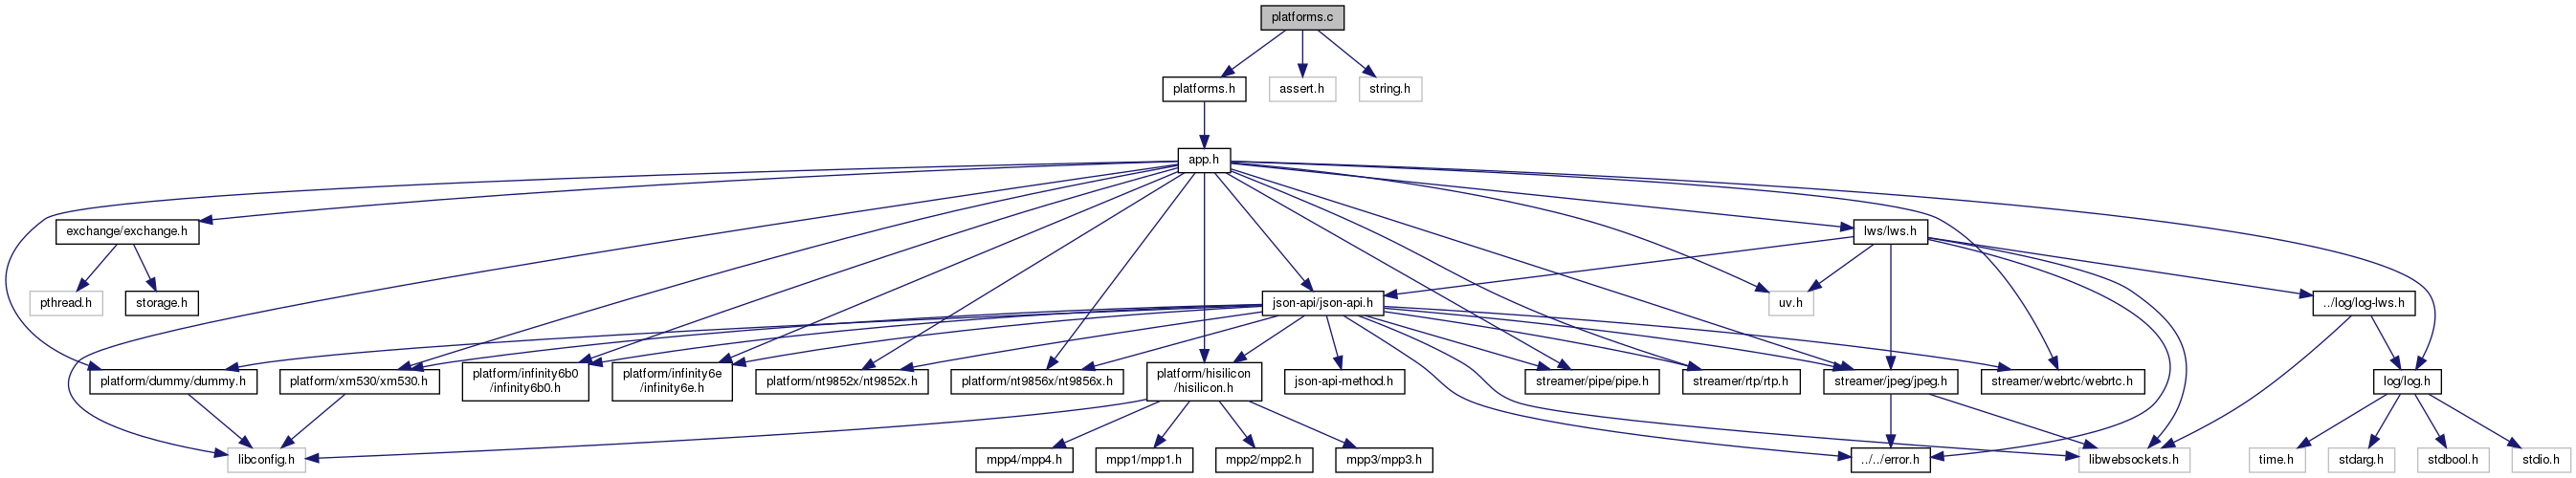 platforms.c
platforms.h
assert.h
string.h
app.h
exchange/exchange.h
lws/lws.h
pthread.h
storage.h
json-api/json-api.h
uv.h
../log/log-lws.h
platform/dummy/dummy.h
platform/xm530/xm530.h
platform/infinity6b0
/infinity6b0.h
platform/infinity6e
/infinity6e.h
platform/nt9852x/nt9852x.h
platform/nt9856x/nt9856x.h
platform/hisilicon
/hisilicon.h
json-api-method.h
streamer/pipe/pipe.h
streamer/rtp/rtp.h
streamer/jpeg/jpeg.h
streamer/webrtc/webrtc.h
log/log.h
libconfig.h
mpp4/mpp4.h
mpp1/mpp1.h
mpp2/mpp2.h
mpp3/mpp3.h
../../error.h
libwebsockets.h
time.h
stdarg.h
stdbool.h
stdio.h